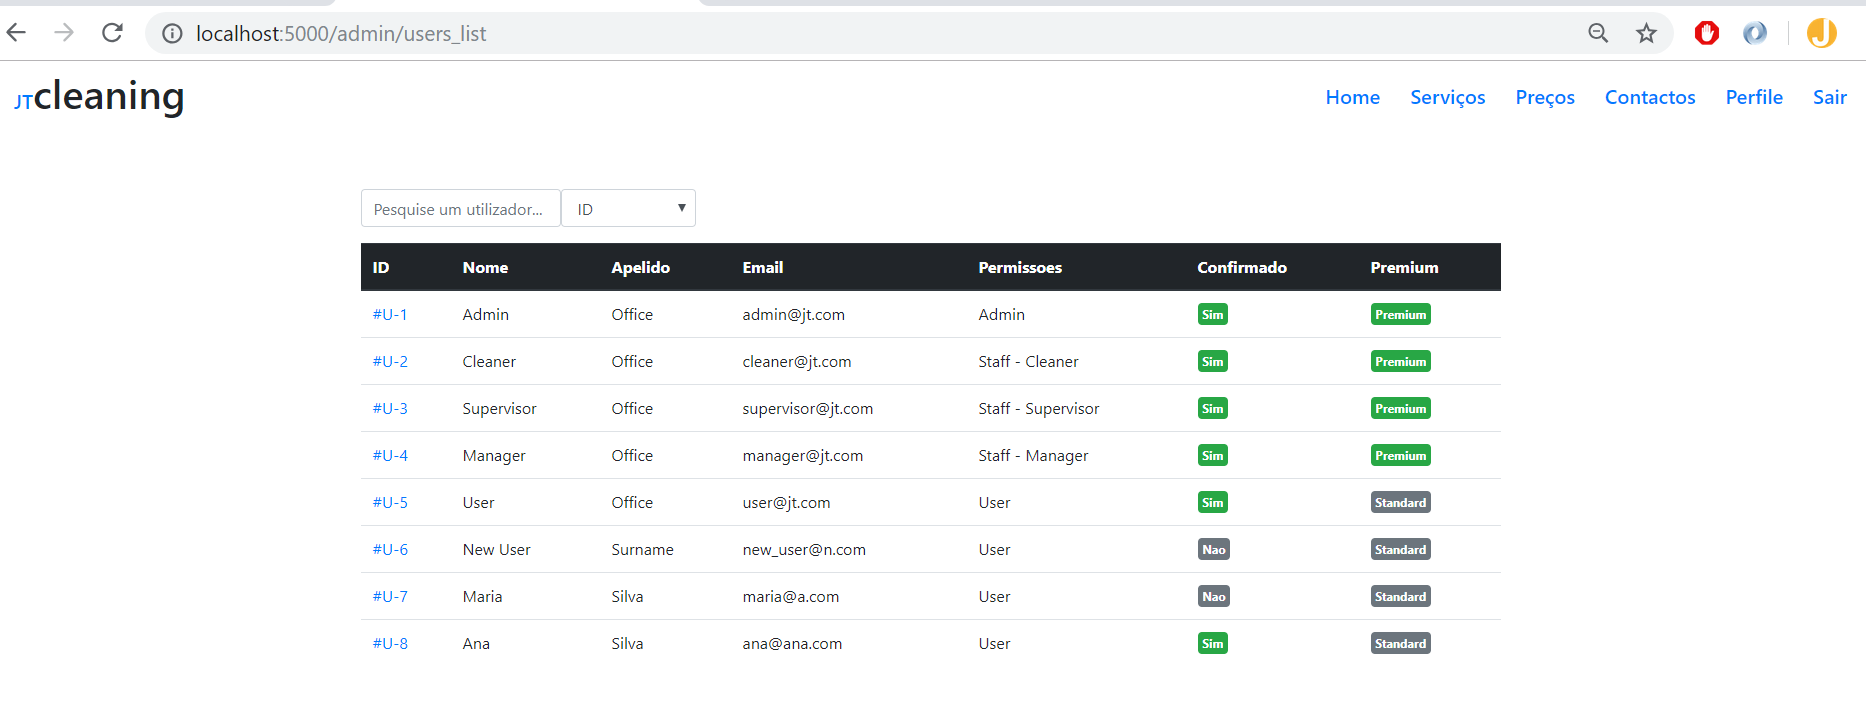 localhost:5000/admin/users_list
J
JTcleaning
Home Serviços Preços Contactos Perfile Sair
Pesquise um utilizador... ID
ID Nome Apelido Email Permissoes Confirmado Premium
#U-1 Admin Office admin@jt.com Admin Sim Premium
#U-2 Cleaner Office cleaner@jt.com Staff - Cleaner Sim Premium
#U-3 Supervisor Office supervisor@jt.com Staff - Supervisor Sim Premium
#U-4 Manager Office manager@jt.com Staff - Manager Sim Premium
#U-5 User Office user@jt.com User Sim Standard
#U-6 New User Surname new_user@n.com User Nao Standard
#U-7 Maria Silva maria@a.com User Nao Standard
#U-8 Ana Silva ana@ana.com User Sim Standard